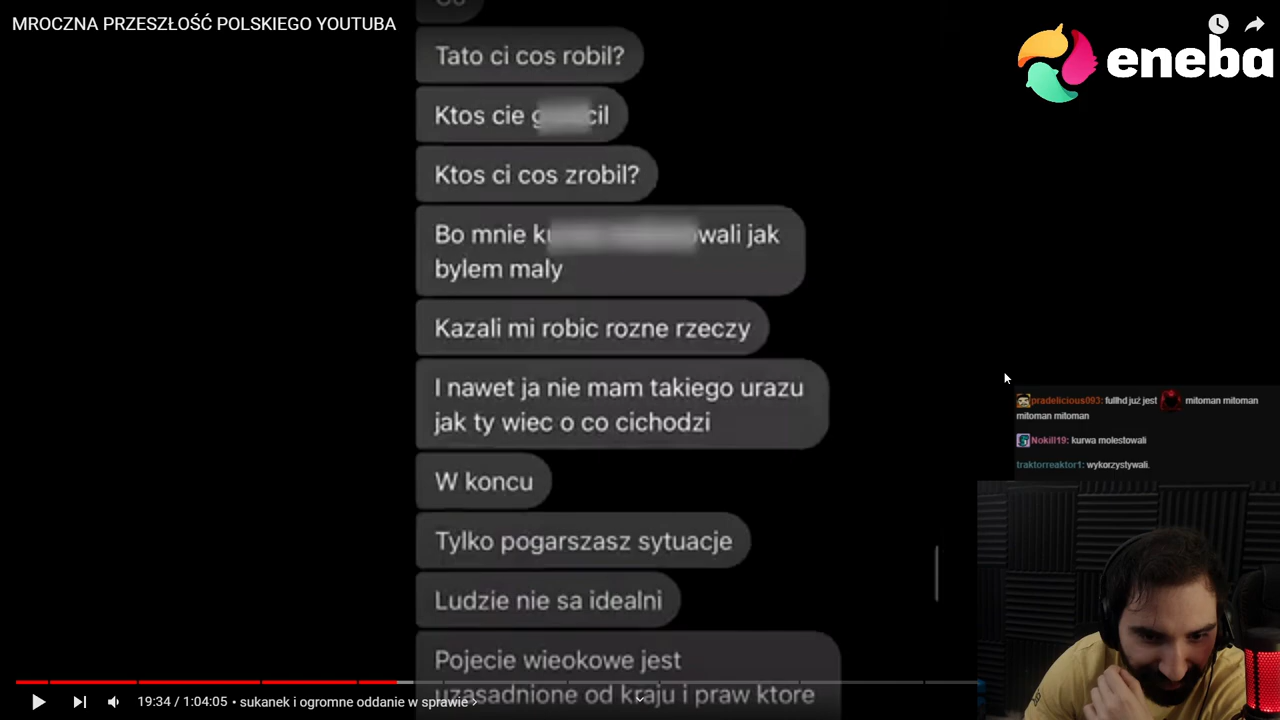 MROCZNA PRZESZŁOŚĆ POLSKIEGO YOUTUBA
eneba
Tato ci cos robil?
Ktos cie
Ktos ci cos zrobil?
Bo mnie jak
bylem maly
Kazali mi robic rozne rzeczy
I nawet ja nie mam takiego urazu
jak ty wiec o co cichodzi
W koncu
Tylko pogarszasz sytuacje
Ludzie nie sa idealni
Pojecie wieokowe jest
uzasadnione od kraju i praw ktore
pradelicious093: fullhd już jest mitoman mitoman
mitoman mitoman
Nokill19: kurwa molestowali
traktorreaktor1: wykorzystywali.
19:34 / 1:04:05 • sukanek i ogromne oddanie w sprawie